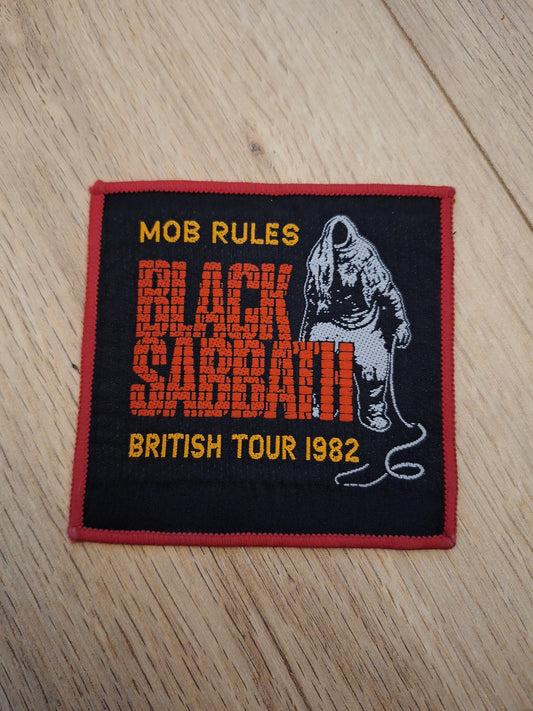 MOB RULES
BLACK
SABBATH
BRITISH TOUR 1982